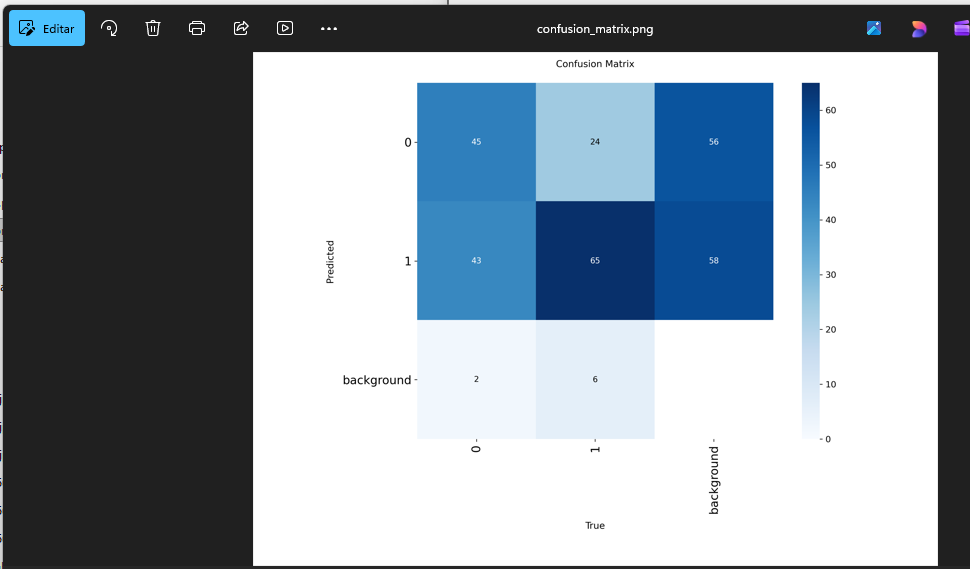 Editar
confusion_matrix.png
Confusion Matrix
0
45
24
56
1
43
65
58
background
2
6
0
1
background
Predicted
True
60
50
40
30
20
10
0